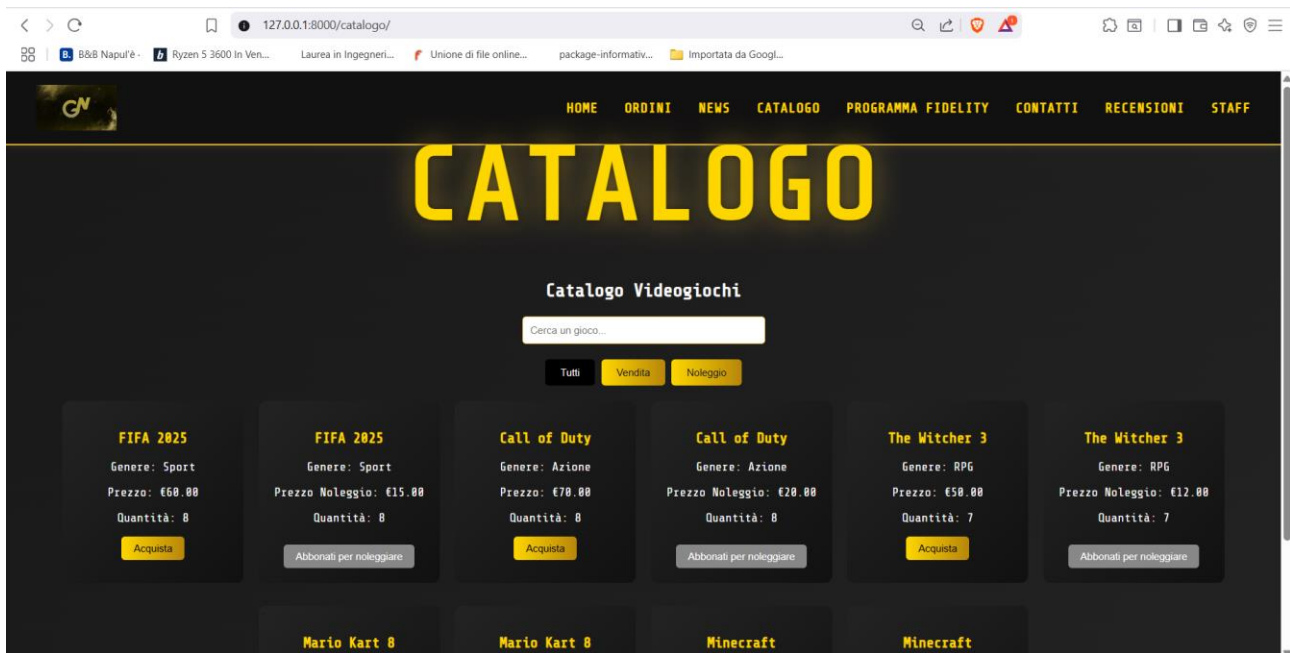 127.0.0.1:8000/catalogo/
B. B&B Napul'è - b Ryzen 5 3600 In Ven... Laurea in Ingegneri... Unione di file online... package-informativ... Importata da Googl...
GN HOME ORDINI NEWS CATALOGO PROGRAMMA FIDELITY CONTATTI RECENSIONI STAFF
CATALOGO
Catalogo Videogiochi
Cerca un gioco...
Tutti Vendita Noleggio
FIFA 2025 FIFA 2025 Call of Duty Call of Duty The Witcher 3 The Witcher 3
Genere: Sport Genere: Sport Genere: Azione Genere: Azione Genere: RPG Genere: RPG
Prezzo: €60.00 Prezzo Noleggio: €15.00 Prezzo: €70.00 Prezzo Noleggio: €20.00 Prezzo: €50.00 Prezzo Noleggio: €12.00
Quantità: 8 Quantità: 8 Quantità: 8 Quantità: 8 Quantità: 7 Quantità: 7
Acquista Abbonati per noleggiare Acquista Abbonati per noleggiare Acquista Abbonati per noleggiare
Mario Kart 8 Mario Kart 8 Minecraft Minecraft